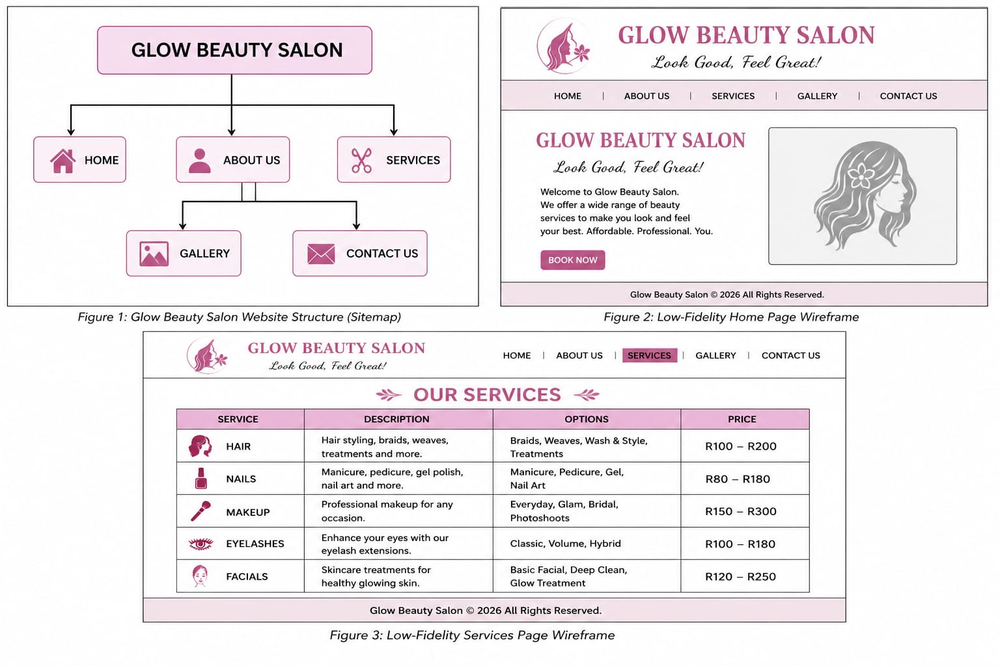 GLOW BEAUTY SALON
HOME
ABOUT US
SERVICES
GALLERY
CONTACT US
Figure 1: Glow Beauty Salon Website Structure (Sitemap)
GLOW BEAUTY SALON
Look Good, Feel Great!
HOME | ABOUT US | SERVICES | GALLERY | CONTACT US
GLOW BEAUTY SALON
Look Good, Feel Great!
Welcome to Glow Beauty Salon.
We offer a wide range of beauty
services to make you look and feel
your best. Affordable. Professional. You.
BOOK NOW
Glow Beauty Salon © 2026 All Rights Reserved.
Figure 2: Low-Fidelity Home Page Wireframe
GLOW BEAUTY SALON
Look Good, Feel Great!
HOME | ABOUT US | SERVICES | GALLERY | CONTACT US
OUR SERVICES
SERVICE DESCRIPTION OPTIONS PRICE
HAIR
Hair styling, braids, weaves,
treatments and more.
Braids, Weaves, Wash & Style,
Treatments
R100 – R200
NAILS
Manicure, pedicure, gel polish,
nail art and more.
Manicure, Pedicure, Gel,
Nail Art
R80 – R180
MAKEUP
Professional makeup for any
occasion.
Everyday, Glam, Bridal,
Photoshoots
R150 – R300
EYELASHES
Enhance your eyes with our
eyelash extensions.
Classic, Volume, Hybrid
R100 – R180
FACIALS
Skincare treatments for
healthy glowing skin.
Basic Facial, Deep Clean,
Glow Treatment
R120 – R250
Glow Beauty Salon © 2026 All Rights Reserved.
Figure 3: Low-Fidelity Services Page Wireframe